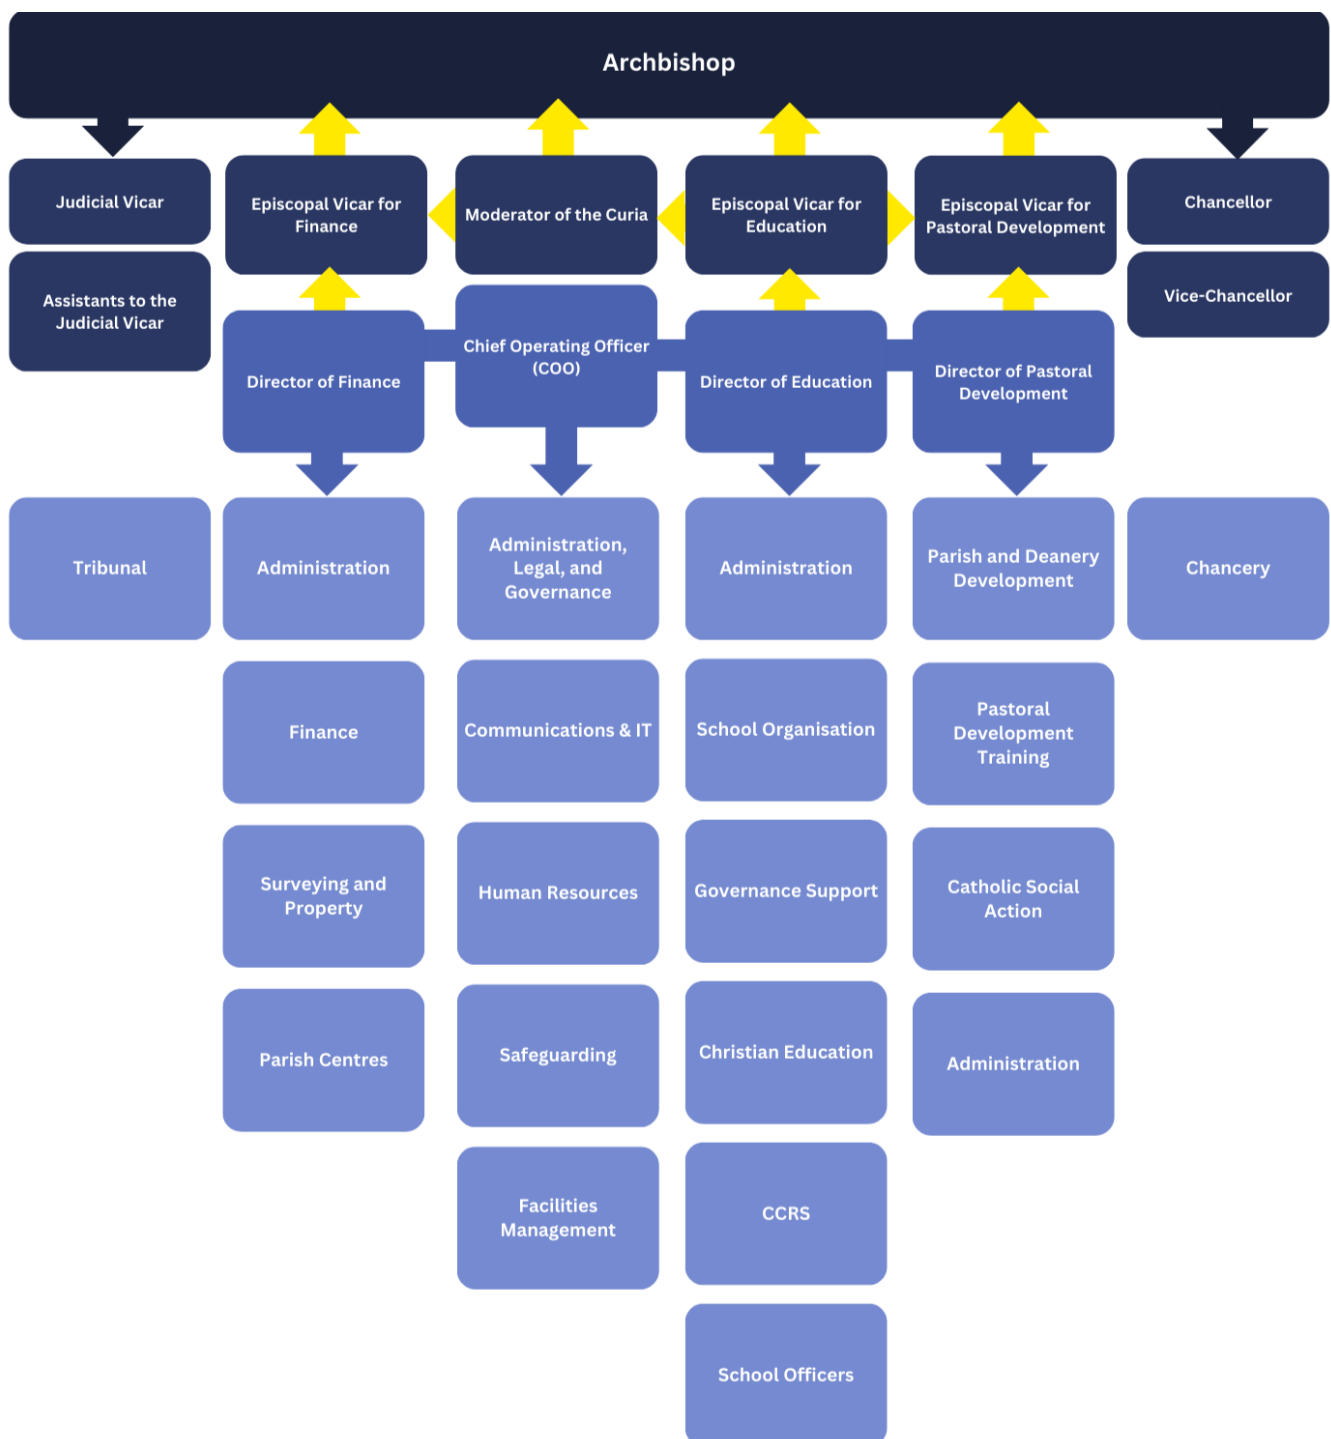 Archbishop
Judicial Vicar
Episcopal Vicar for
Finance
Moderator of the Curia
Episcopal Vicar for
Education
Episcopal Vicar for
Pastoral Development
Chancellor
Assistants to the
Judicial Vicar
Vice-Chancellor
Director of Finance
Chief Operating Officer
(COO)
Director of Education
Director of Pastoral
Development
Tribunal
Administration
Administration,
Legal, and
Governance
Administration
Parish and Deanery
Development
Chancery
Finance
Communications & IT
School Organisation
Pastoral
Development
Training
Surveying and
Property
Human Resources
Governance Support
Catholic Social
Action
Parish Centres
Safeguarding
Christian Education
Administration
Facilities
Management
CCRS
School Officers